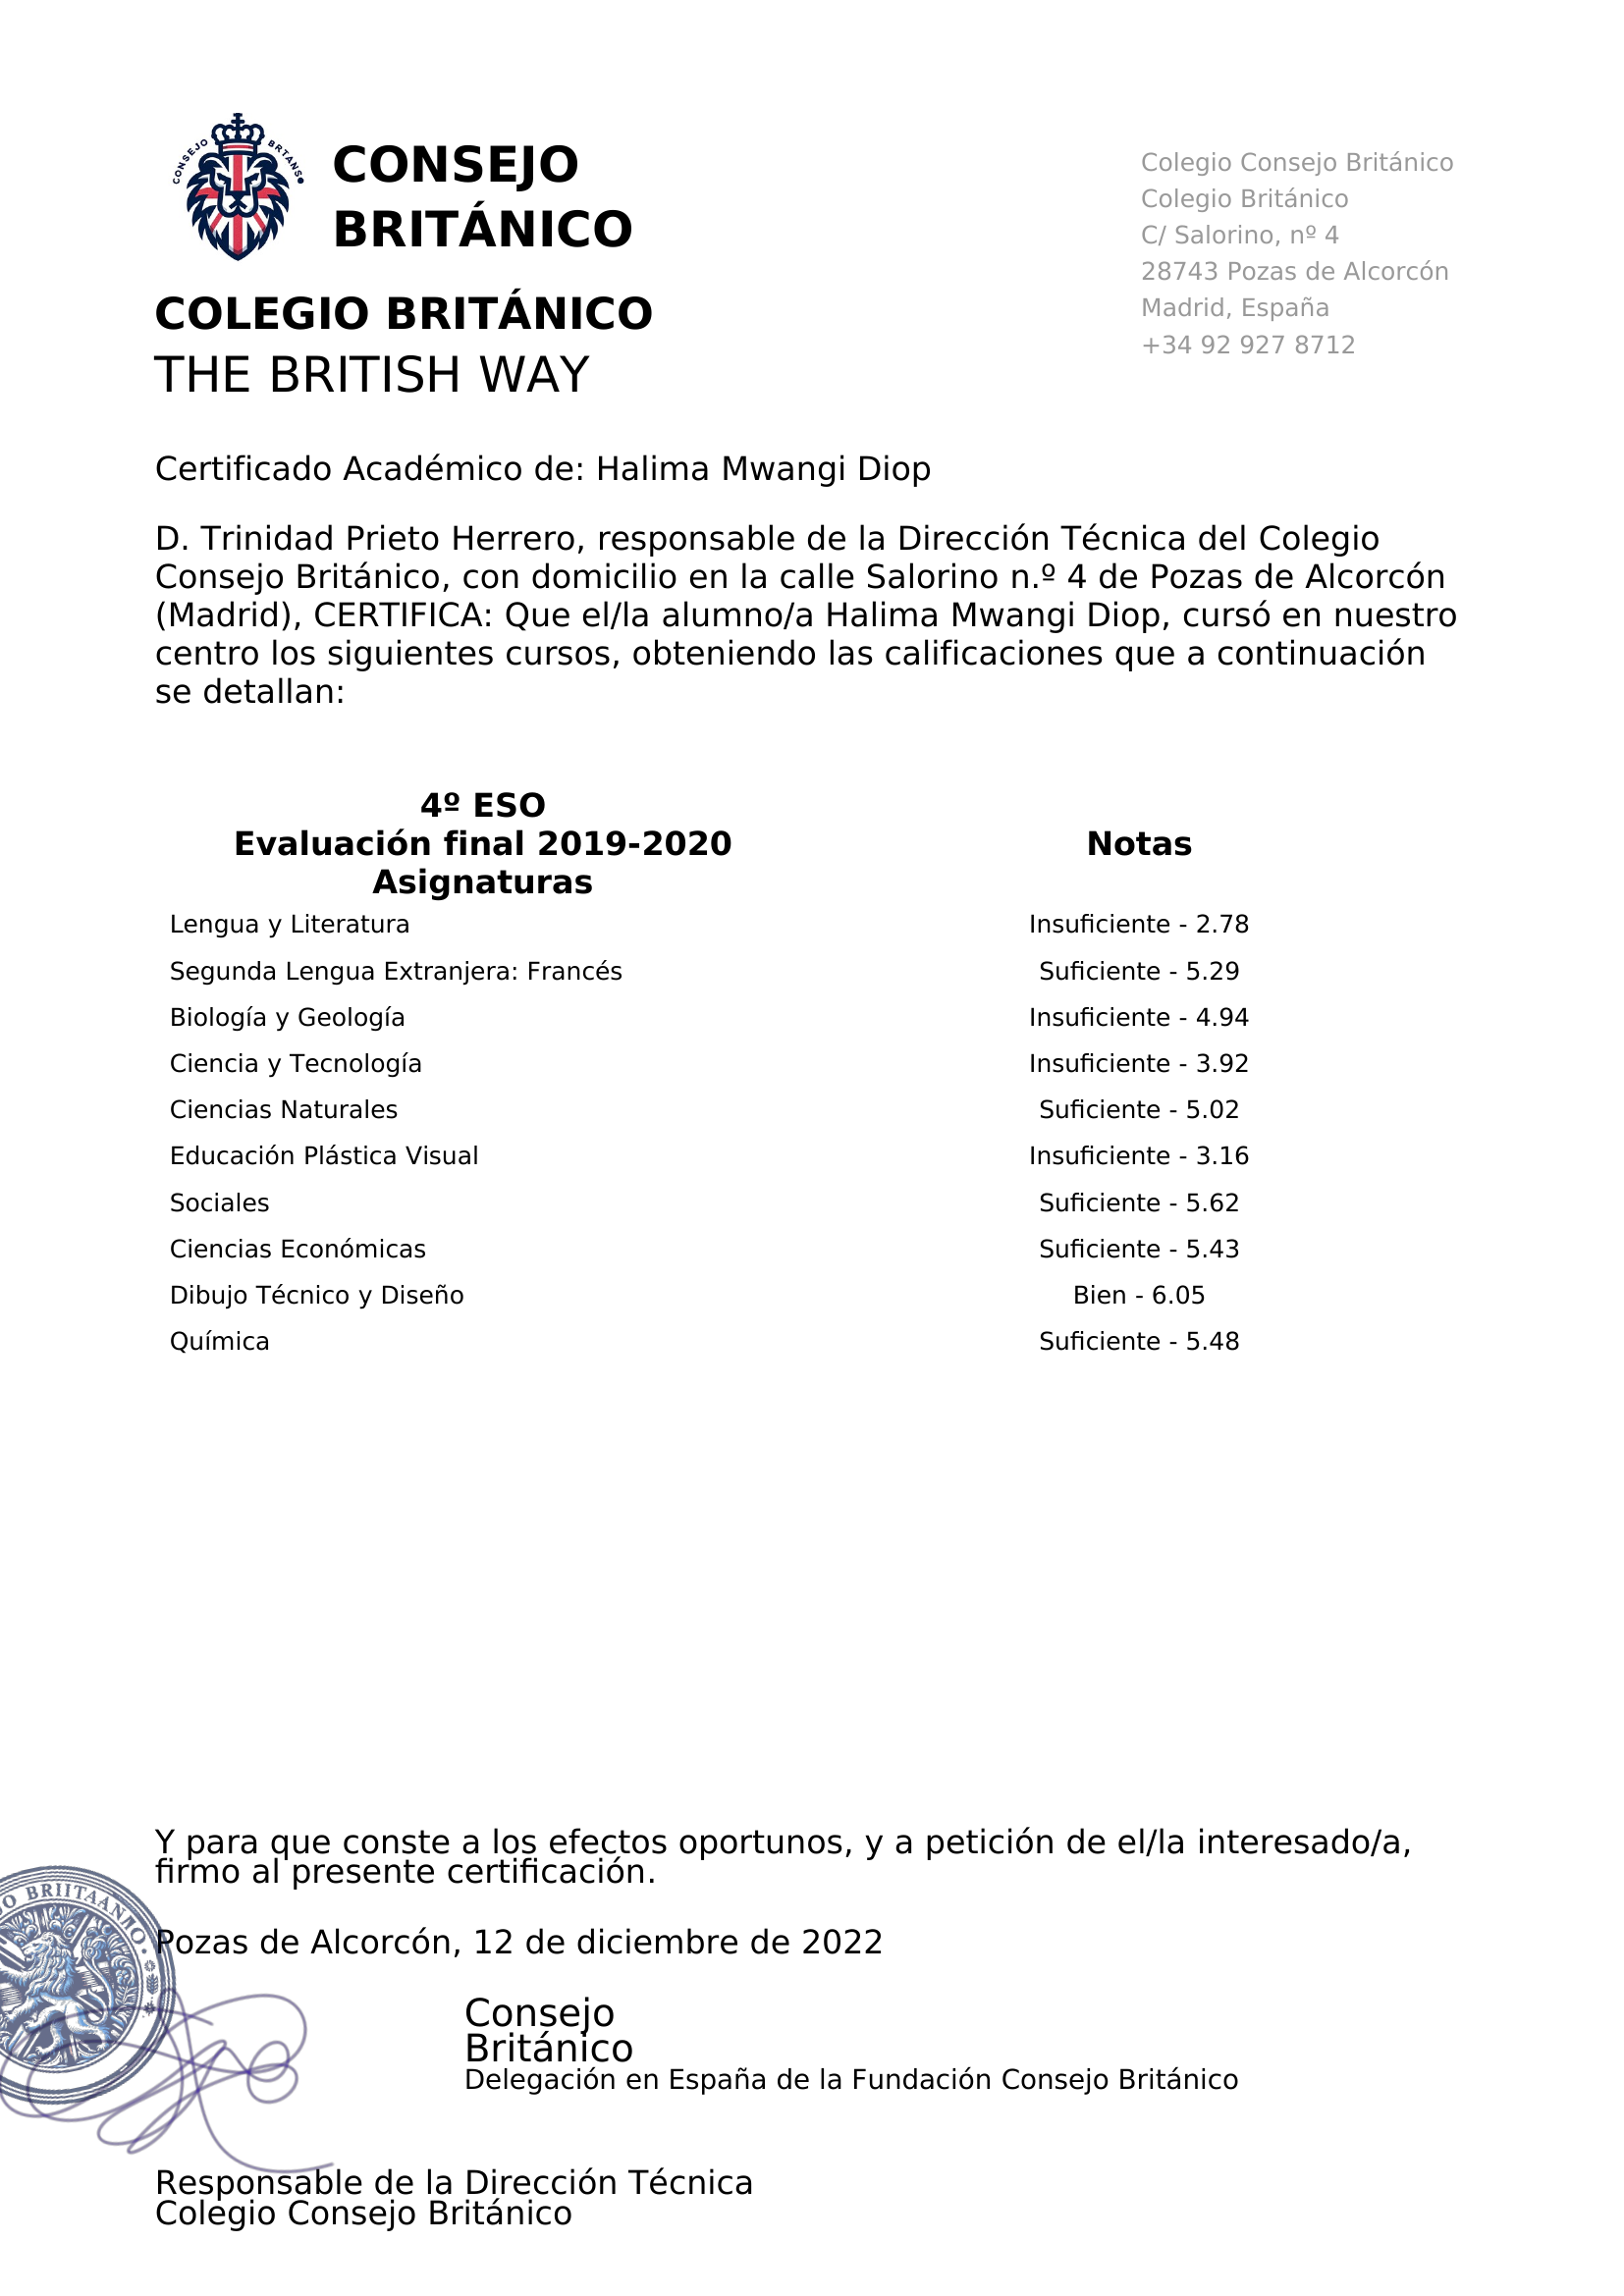 CONSEJO BRTANS
CONSEJO
BRITÁNICO
COLEGIO BRITÁNICO
THE BRITISH WAY
Colegio Consejo Británico
Colegio Británico
C/ Salorino, nº 4
28743 Pozas de Alcorcón
Madrid, España
+34 92 927 8712
Certificado Académico de: Halima Mwangi Diop
D. Trinidad Prieto Herrero, responsable de la Dirección Técnica del Colegio
Consejo Británico, con domicilio en la calle Salorino n.º 4 de Pozas de Alcorcón
(Madrid), CERTIFICA: Que el/la alumno/a Halima Mwangi Diop, cursó en nuestro
centro los siguientes cursos, obteniendo las calificaciones que a continuación
se detallan:
4º ESO
Evaluación final 2019-2020 Notas
Asignaturas
Lengua y Literatura Insuficiente - 2.78
Segunda Lengua Extranjera: Francés Suficiente - 5.29
Biología y Geología Insuficiente - 4.94
Ciencia y Tecnología Insuficiente - 3.92
Ciencias Naturales Suficiente - 5.02
Educación Plástica Visual Insuficiente - 3.16
Sociales Suficiente - 5.62
Ciencias Económicas Suficiente - 5.43
Dibujo Técnico y Diseño Bien - 6.05
Química Suficiente - 5.48
Y para que conste a los efectos oportunos, y a petición de el/la interesado/a,
firmo al presente certificación.
Pozas de Alcorcón, 12 de diciembre de 2022
Consejo
Británico
Delegación en España de la Fundación Consejo Británico
Responsable de la Dirección Técnica
Colegio Consejo Británico